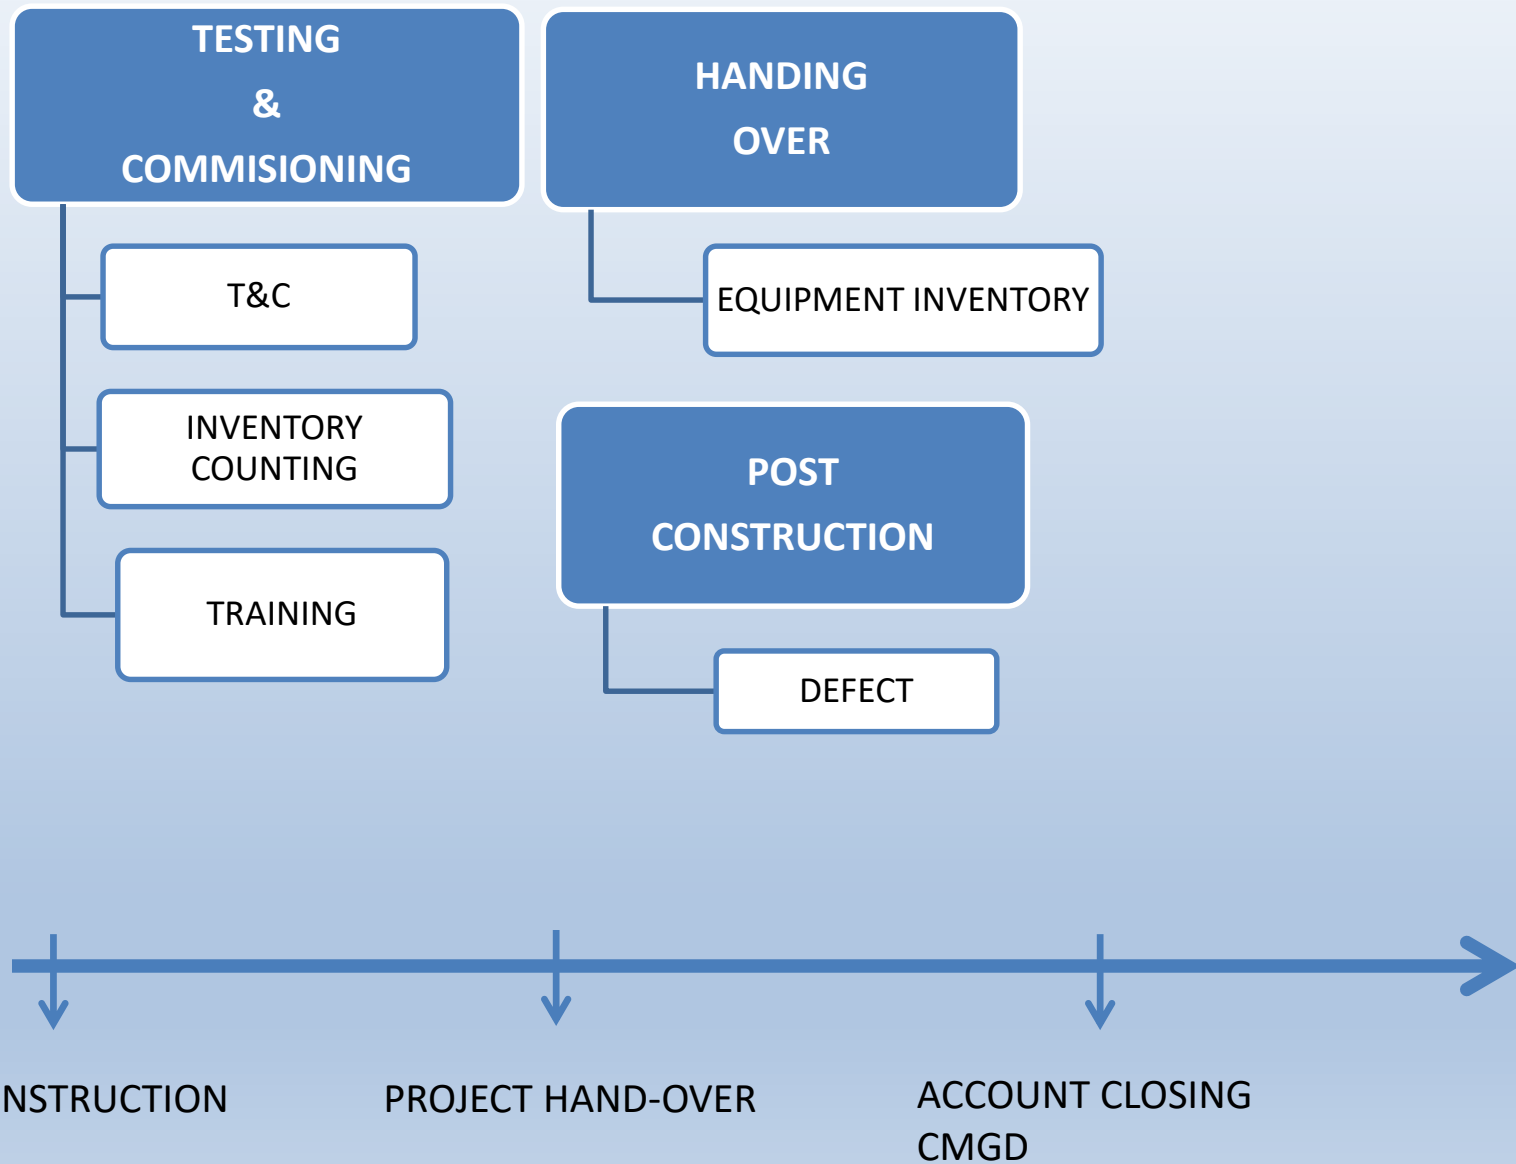 TESTING
&
COMMISIONING
T&C
INVENTORY
COUNTING
TRAINING
HANDING
OVER
EQUIPMENT INVENTORY
POST
CONSTRUCTION
DEFECT
NSTRUCTION
PROJECT HAND-OVER
ACCOUNT CLOSING
CMGD